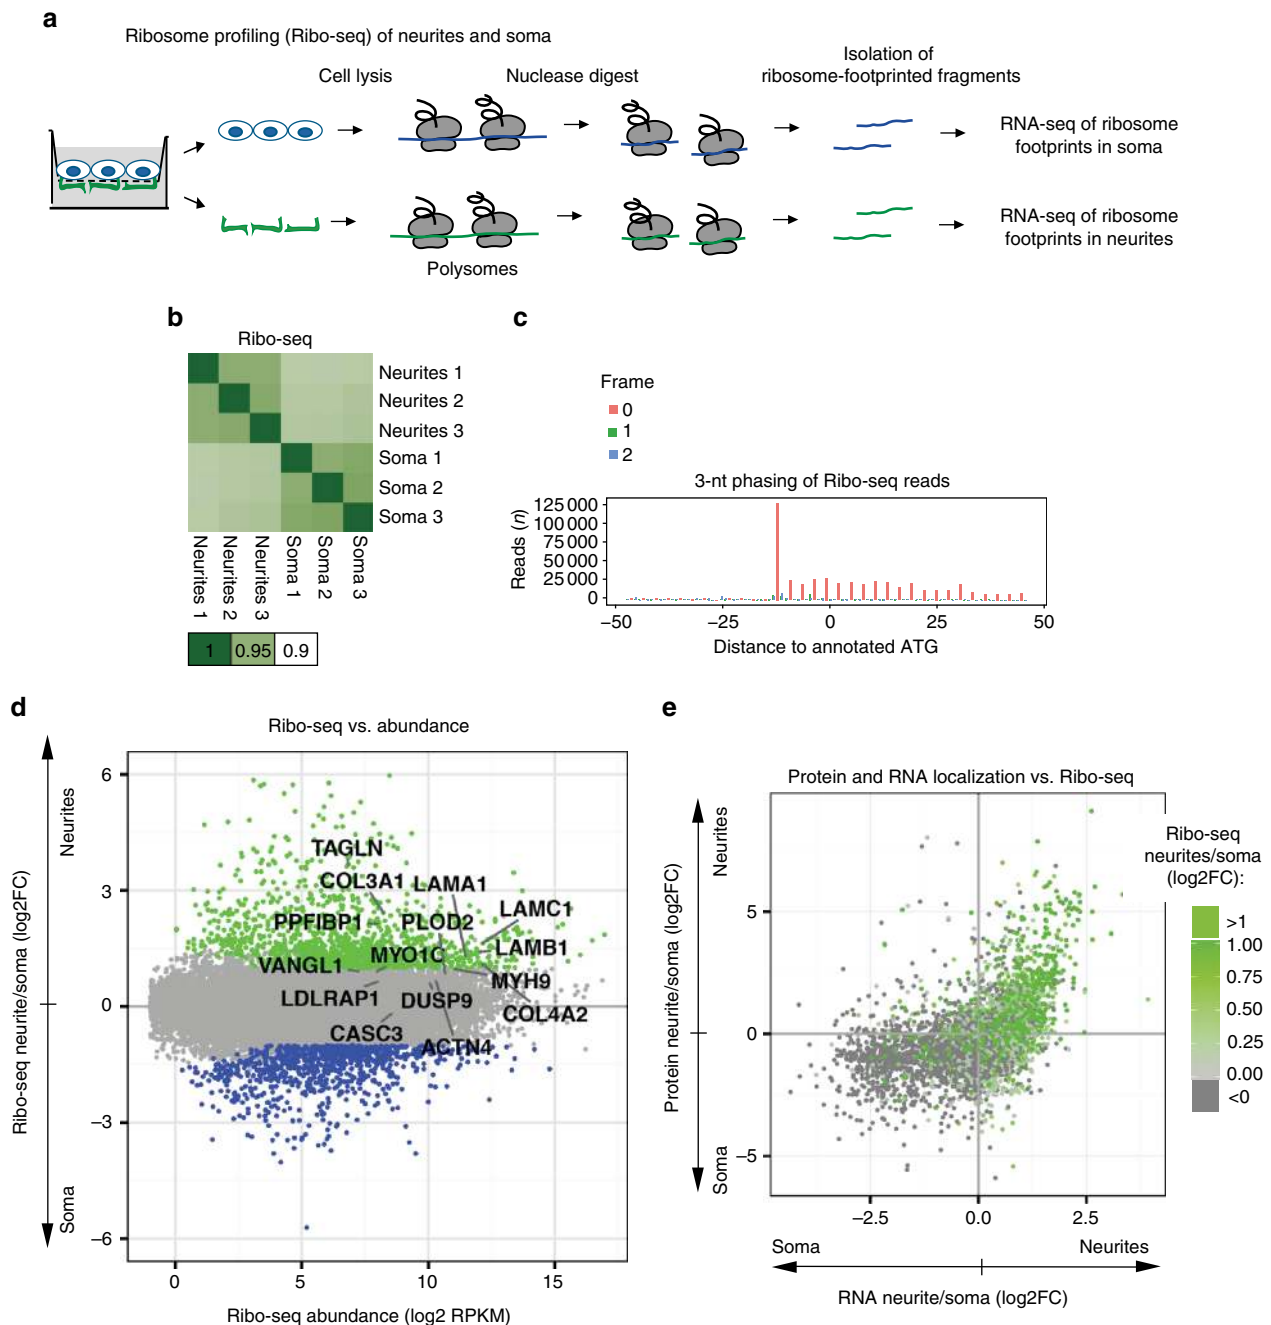 a
Ribosome profiling (Ribo-seq) of neurites and soma
Cell lysis
Nuclease digest
Isolation of
ribosome-footprinted fragments
RNA-seq of ribosome
footprints in soma
RNA-seq of ribosome
footprints in neurites
Polysomes
b
Ribo-seq
Neurites 1
Neurites 2
Neurites 3
Soma 1
Soma 2
Soma 3
Neurites 1
Neurites 2
Neurites 3
Soma 1
Soma 2
Soma 3
1 0.95 0.9
c
Frame
0
1
2
3-nt phasing of Ribo-seq reads
Reads (n)
125 000
100 000
75 000
50 000
25 000
0
−50 −25 0 25 50
Distance to annotated ATG
d
Ribo-seq vs. abundance
Neurites
Soma
Ribo-seq neurite/soma (log2FC)
6
3
0
−3
−6
TAGLN
COL3A1
LAMA1
LAMC1
PPFIBP1
PLOD2
LAMB1
MYO1C
VANGL1
MYH9
LDLRAP1
DUSP9
COL4A2
CASC3
ACTN4
0 5 10 15
Ribo-seq abundance (log2 RPKM)
e
Protein and RNA localization vs. Ribo-seq
Neurites
Soma
Protein neurite/soma (log2FC)
5
0
−5
−2.5 0.0 2.5
Soma
Neurites
RNA neurite/soma (log2FC)
Ribo-seq
neurites/soma
(log2FC):
>1
1.00
0.75
0.50
0.25
0.00
<0